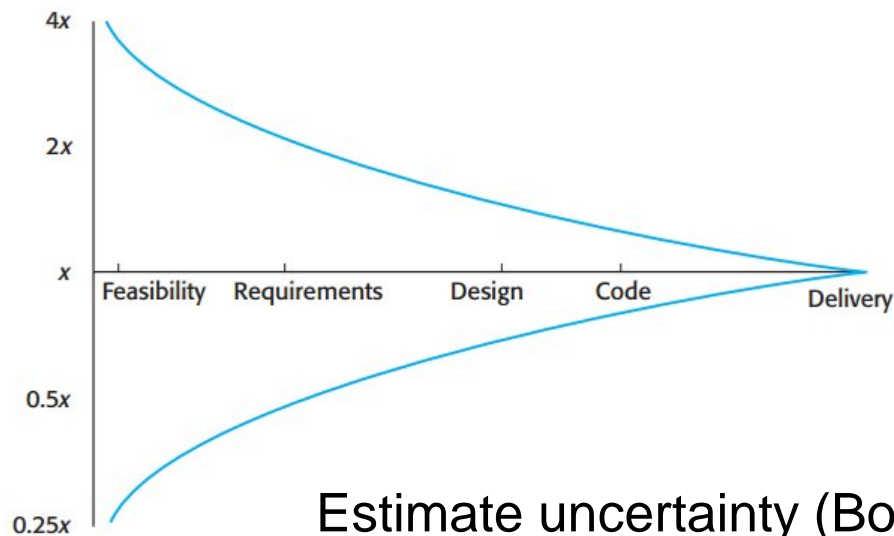 4x
2x
x
Feasibility Requirements Design Code Delivery
0.5x
0.25x
Estimate uncertainty (Bo